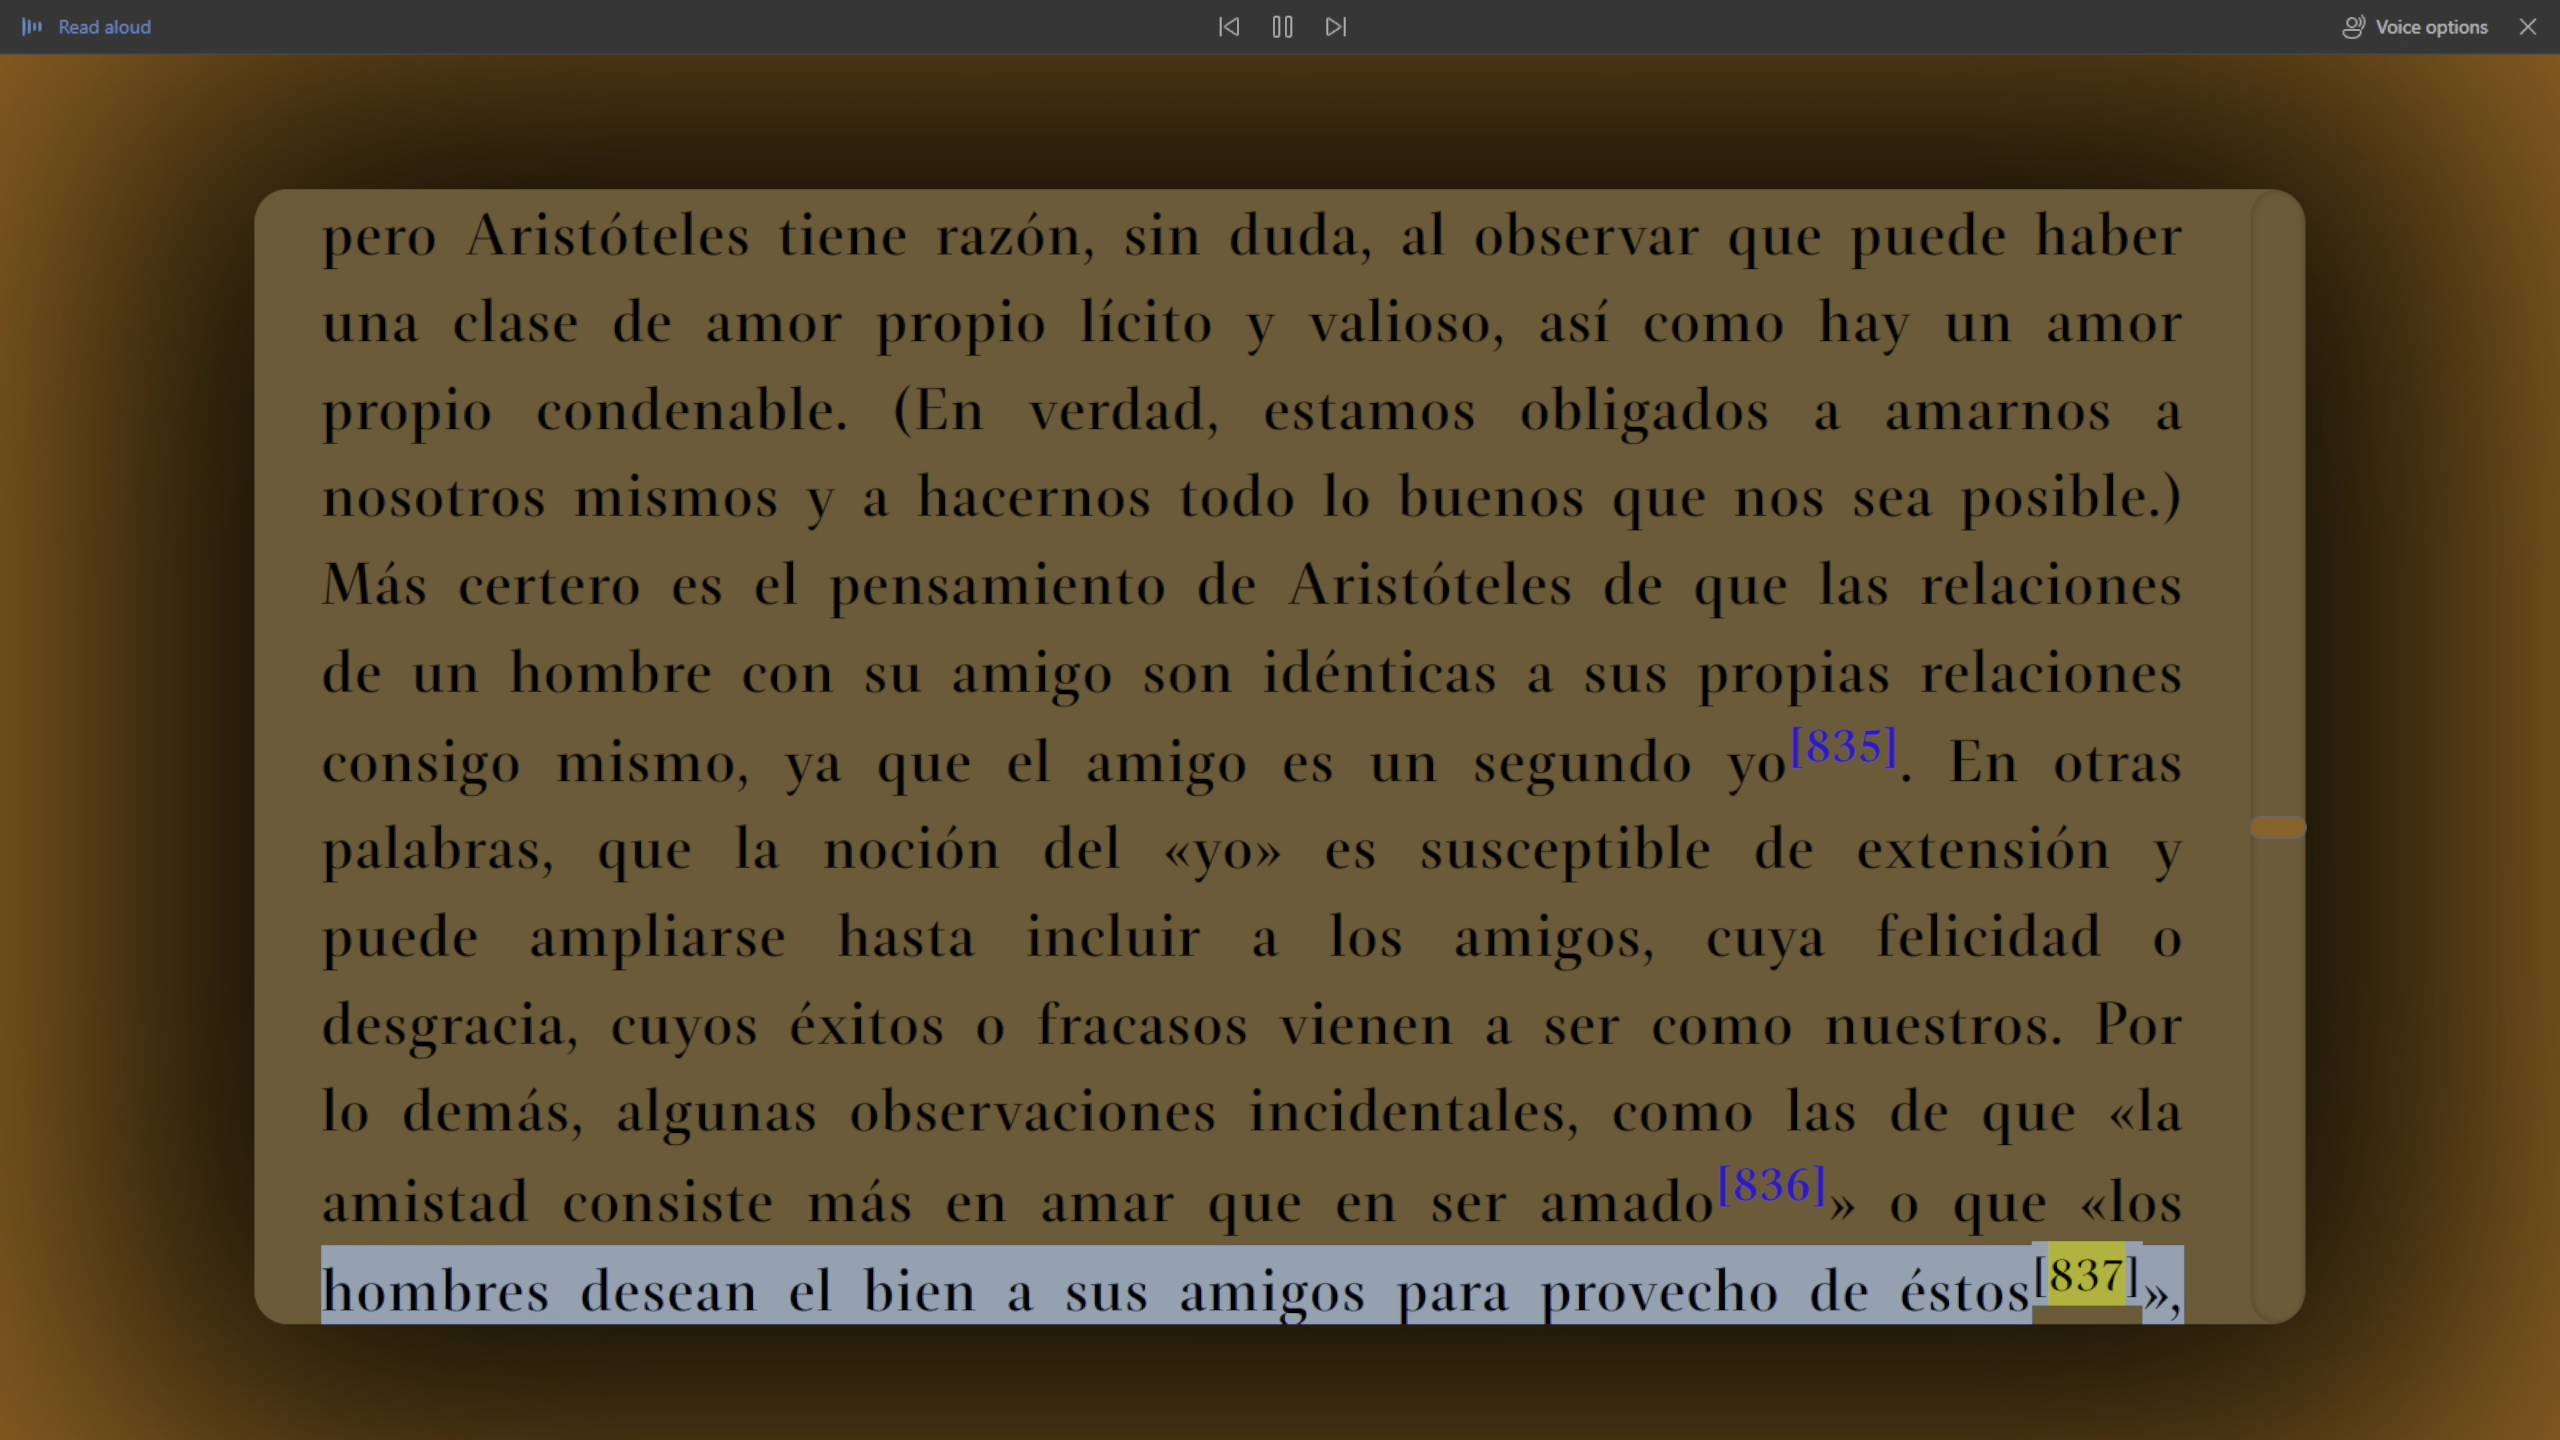 Read aloud
Voice options
pero Aristóteles tiene razón, sin duda, al observar que puede haber
una clase de amor propio lícito y valioso, así como hay un amor
propio condenable. (En verdad, estamos obligados a amarnos a
nosotros mismos y a hacernos todo lo buenos que nos sea posible.)
Más certero es el pensamiento de Aristóteles de que las relaciones
de un hombre con su amigo son idénticas a sus propias relaciones
consigo mismo, ya que el amigo es un segundo yo[835]. En otras
palabras, que la noción del «yo» es susceptible de extensión y
puede ampliarse hasta incluir a los amigos, cuya felicidad o
desgracia, cuyos éxitos o fracasos vienen a ser como nuestros. Por
lo demás, algunas observaciones incidentales, como las de que «la
amistad consiste más en amar que en ser amado[836]» o que «los
hombres desean el bien a sus amigos para provecho de éstos[837]»,